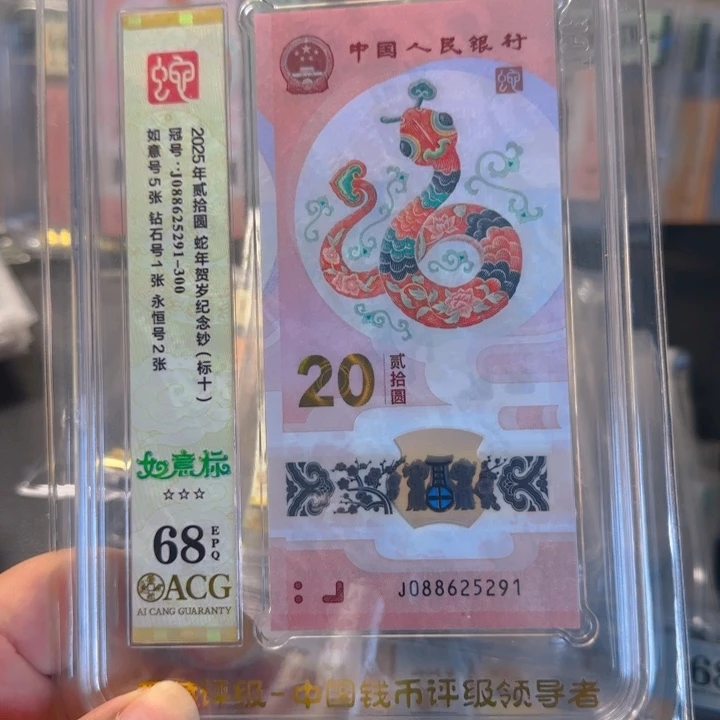 蛇
2025年贰拾圆 蛇年贺岁纪念钞（标十）
冠号：J088625291-300
如意号5张 钻石号1张 永恒号2张
如意标
☆☆☆
68 EPQ
ACG
AI CANG GUARANTY
中国人民银行
蛇
20 贰拾圆
J088625291
评级-中国钱币评级领导者
68